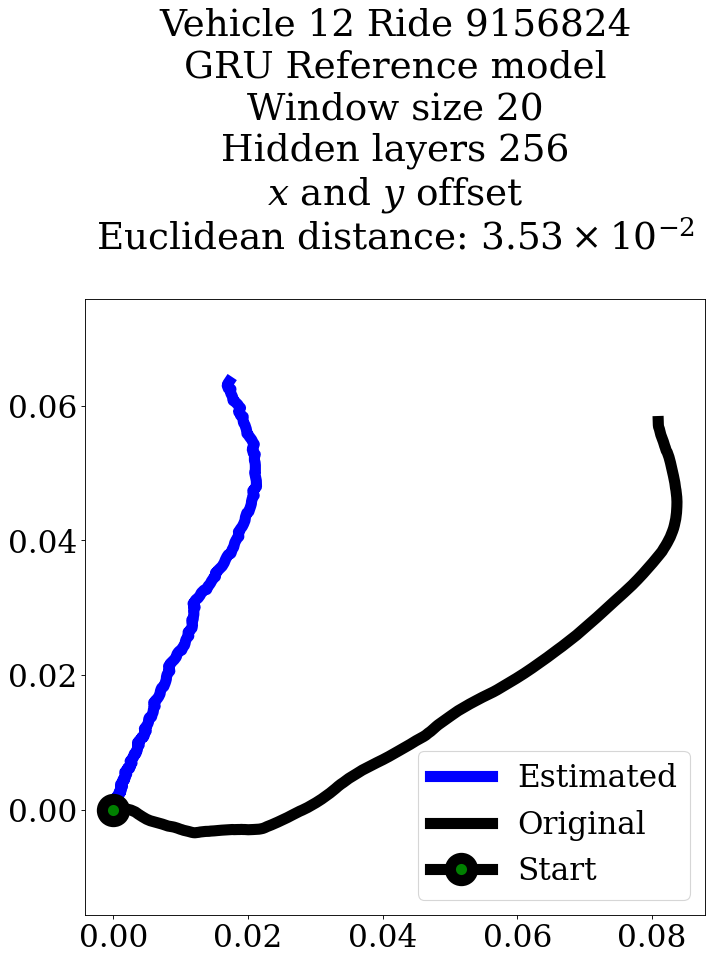 Vehicle 12 Ride 9156824
GRU Reference model
Window size 20
Hidden layers 256
x and y offset
Euclidean distance: 3.53 × 10⁻²
0.06
0.04
0.02
0.00
Estimated
Original
Start
0.00 0.02 0.04 0.06 0.08